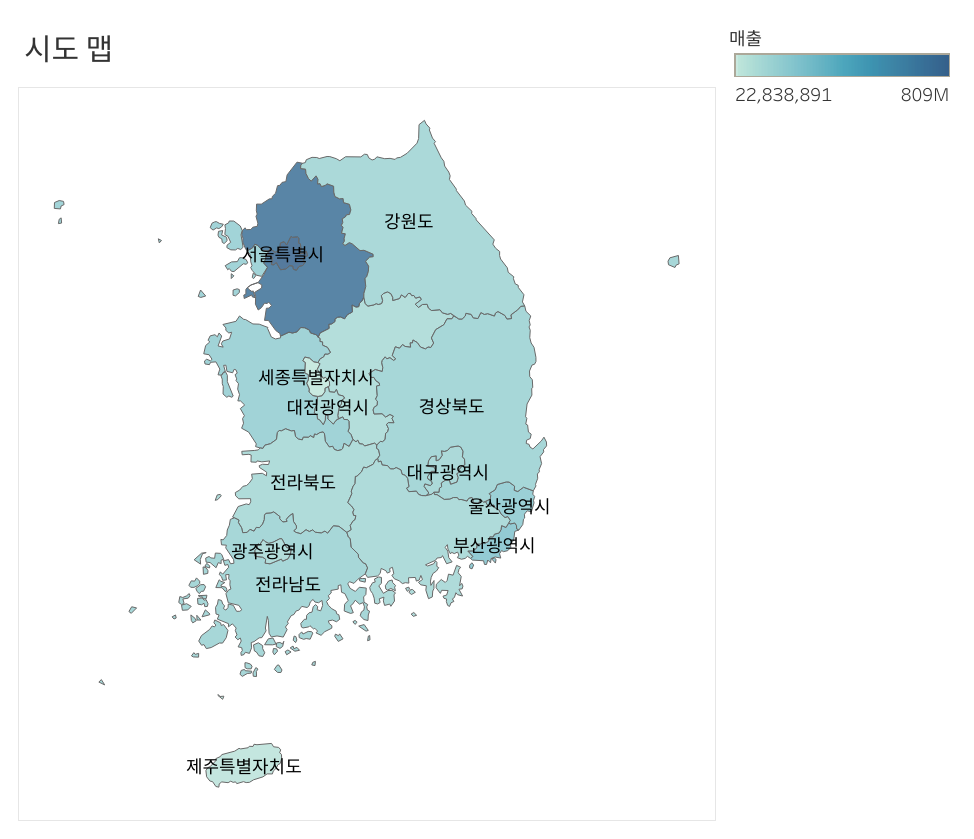 시도 맵
매출
22,838,891 809M
강원도
서울특별시
세종특별자치시
대전광역시
경상북도
대구광역시
전라북도
울산광역시
부산광역시
광주광역시
전라남도
제주특별자치도